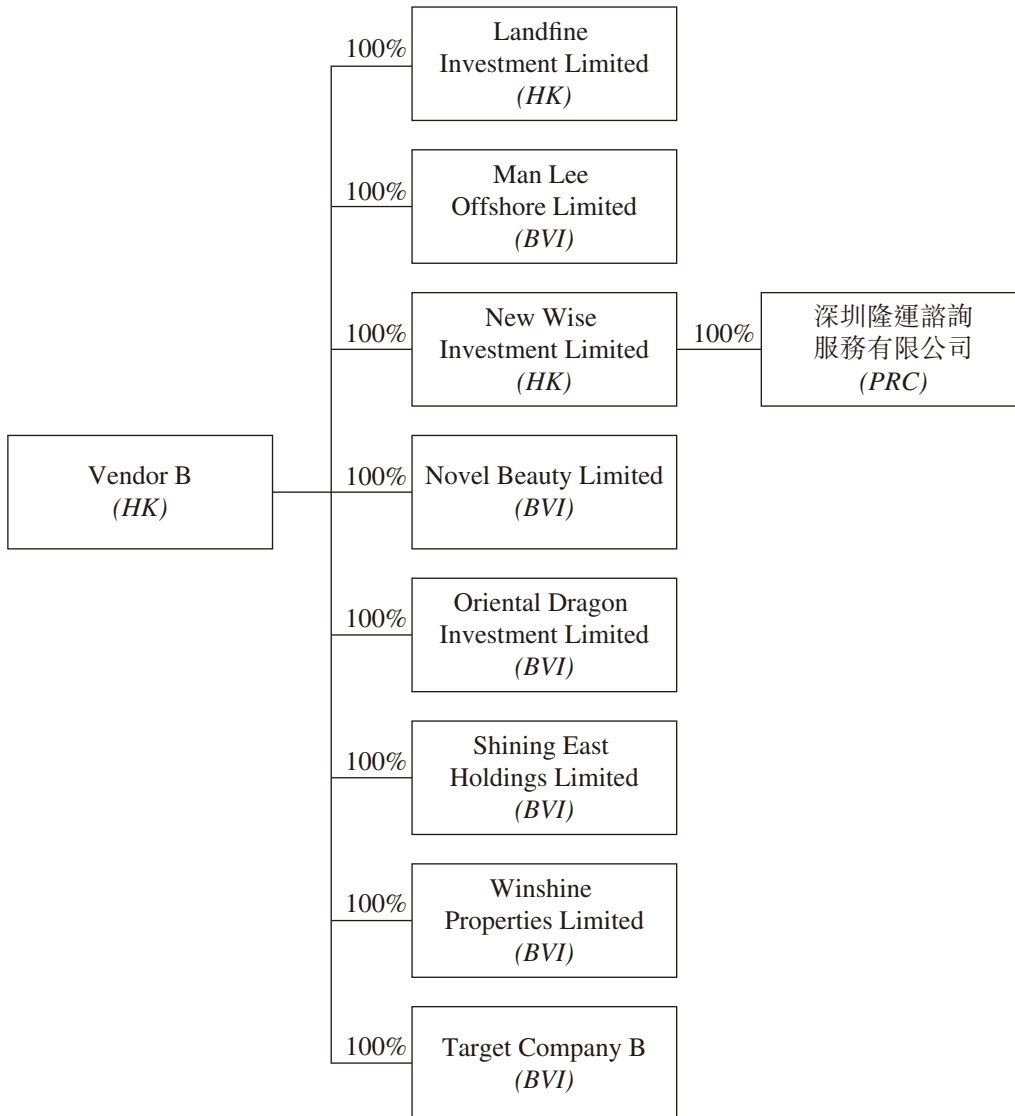 100%
Landfine
Investment Limited
(HK)
100%
Man Lee
Offshore Limited
(BVI)
100%
New Wise
Investment Limited
(HK)
100%
深圳隆運諮詢
服務有限公司
(PRC)
Vendor B
(HK)
100%
Novel Beauty Limited
(BVI)
100%
Oriental Dragon
Investment Limited
(BVI)
100%
Shining East
Holdings Limited
(BVI)
100%
Winshine
Properties Limited
(BVI)
100%
Target Company B
(BVI)